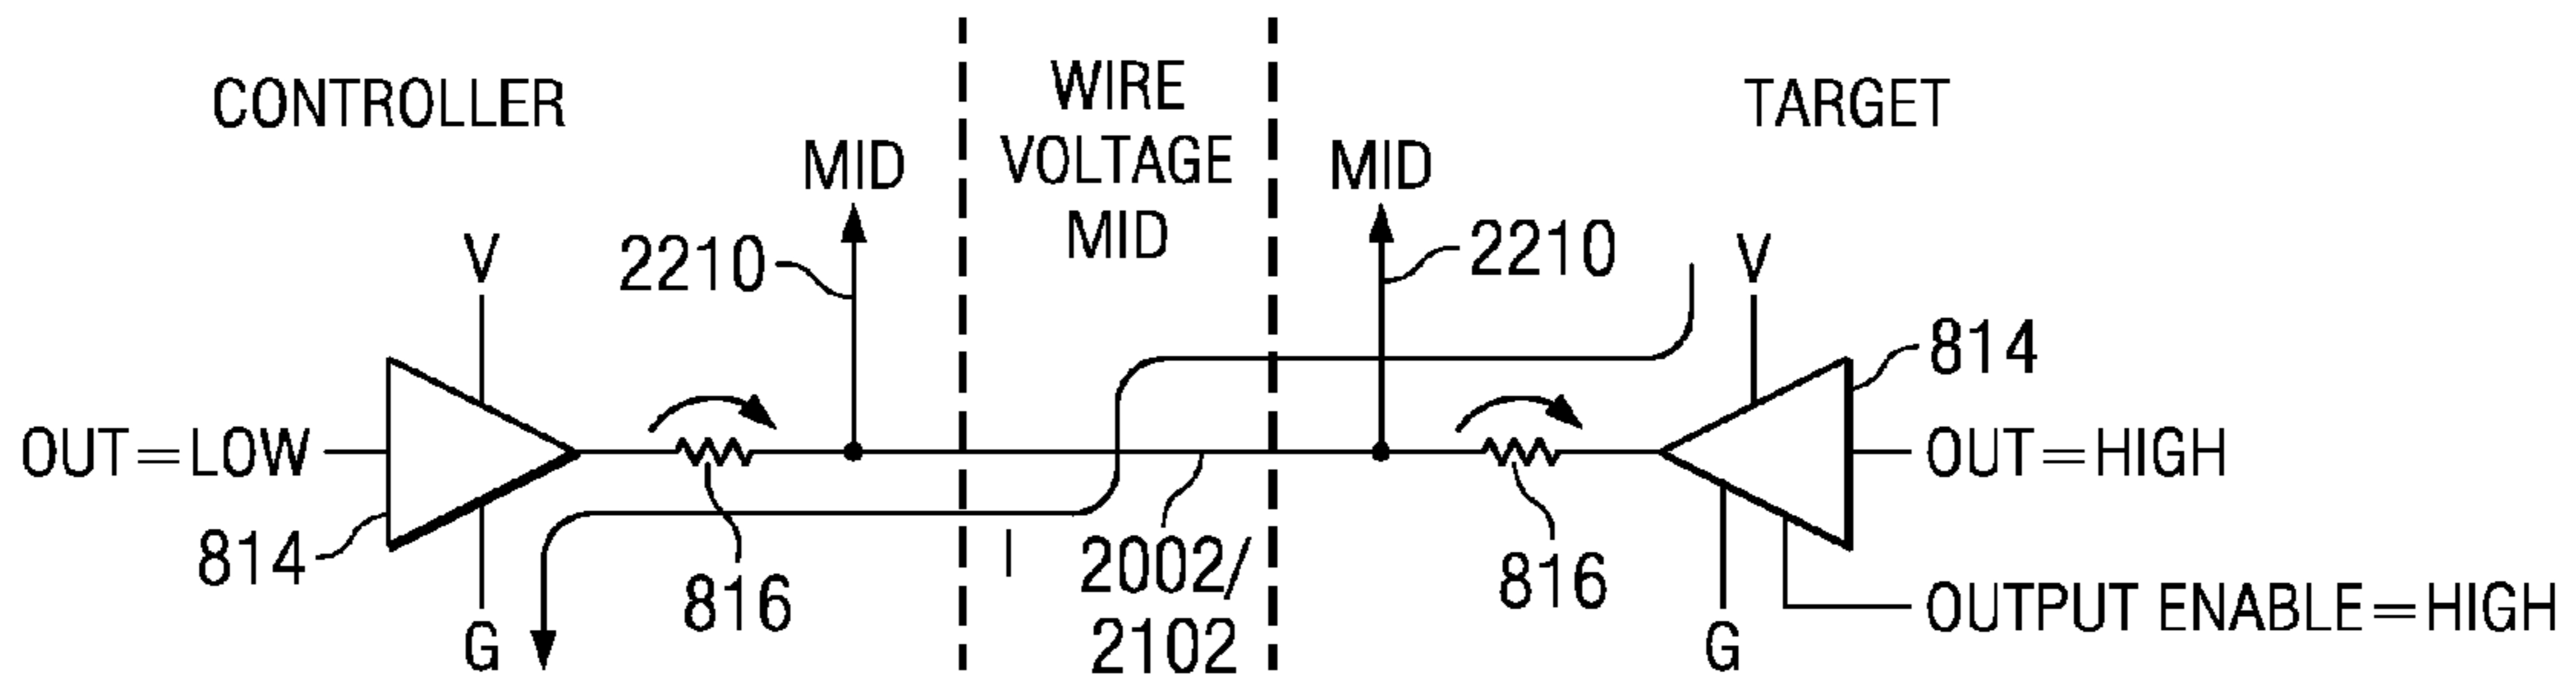 CONTROLLER
WIRE
VOLTAGE
MID
TARGET
MID
MID
V
2210
2210
V
814
OUT=LOW
OUT=HIGH
814
816
I
2002/
2102
816
OUTPUT ENABLE=HIGH
G
G